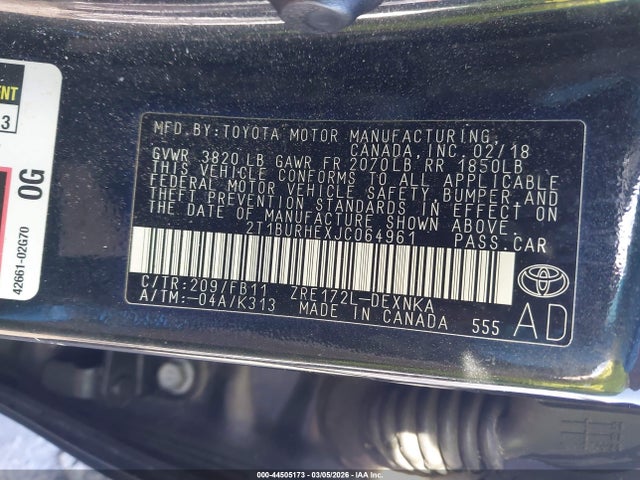 ENT
3
0G
42661-02G70
MFD.BY:TOYOTA MOTOR MANUFACTURING
CANADA, INC. 02/18
GVWR 3820 LB GAWR FR 2070LB RR 1850LB
THIS VEHICLE CONFORMS TO ALL APPLICABLE
FEDERAL MOTOR VEHICLE SAFETY,BUMPER,AND
THEFT PREVENTION STANDARDS IN EFFECT ON
THE DATE OF MANUFACTURE SHOWN ABOVE.
2T1BURHEXJC064961 PASS.CAR
C/TR:209/FB11 ZRE172L-DEXNKA
A/TM:-04A/K313 MADE IN CANADA 555
AD
000-44505173 - 03/05/2026 - IAA Inc.